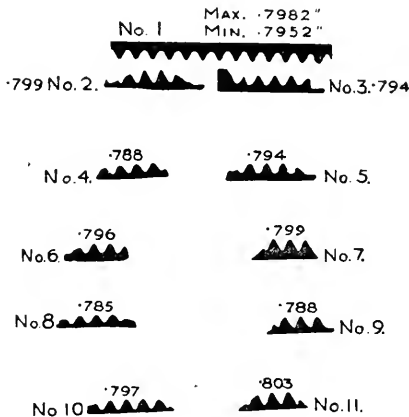 No. 1 MAX. .7982"
MIN. .7952"
.799 No. 2. No. 3. .794
.788 .794
No. 4. No. 5.
.796 .799
No. 6. No. 7.
.785 .788
No. 8 No. 9.
.797 .803
No 10 No. 11.